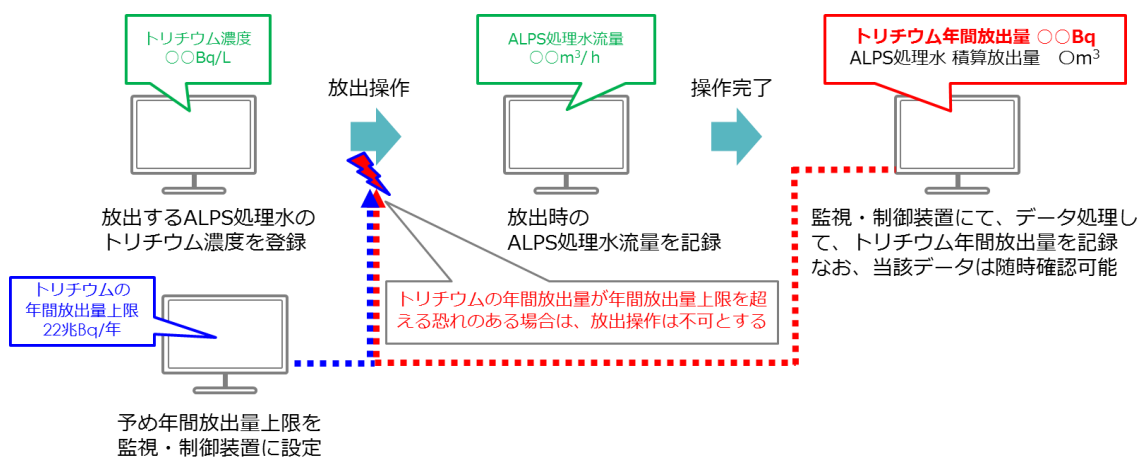 トリチウム濃度
〇〇Bq/L
放出操作
ALPS処理水流量
〇〇m³/h
操作完了
トリチウム年間放出量 〇〇Bq
ALPS処理水 積算放出量　〇m³
放出するALPS処理水の
トリチウム濃度を登録
放出時の
ALPS処理水流量を記録
監視・制御装置にて、データ処理し
て、トリチウム年間放出量を記録
なお、当該データは随時確認可能
トリチウムの
年間放出量上限
22兆Bq/年
トリチウムの年間放出量が年間放出量上限を超
える恐れのある場合は、放出操作は不可とする
予め年間放出量上限を
監視・制御装置に設定